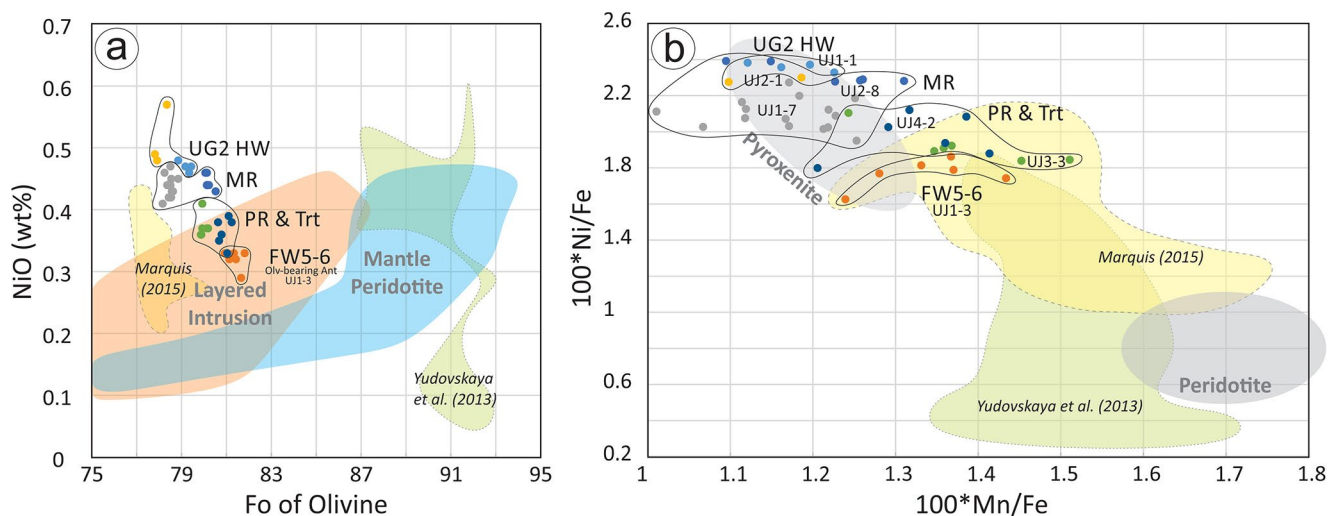 a
NiO (wt%)
0.7
0.6
0.5
0.4
0.3
0.2
0.1
0
75
79
83
87
91
95
Fo of Olivine
UG2 HW
MR
PR & Trt
FW5-6
Olv-bearing Ant
UJ1-3
Marquis
(2015)
Layered
Intrusion
Mantle
Peridotite
Yudovskaya
et al. (2013)
b
100*Ni/Fe
2.6
2.2
1.8
1.4
1
0.6
0.2
1
1.1
1.2
1.3
1.4
1.5
1.6
1.7
1.8
100*Mn/Fe
UG2 HW
UJ1-1
UJ2-1
UJ2-8
MR
UJ1-7
UJ4-2
PR & Trt
Pyroxenite
UJ3-3
FW5-6
UJ1-3
Marquis (2015)
Peridotite
Yudovskaya et al. (2013)